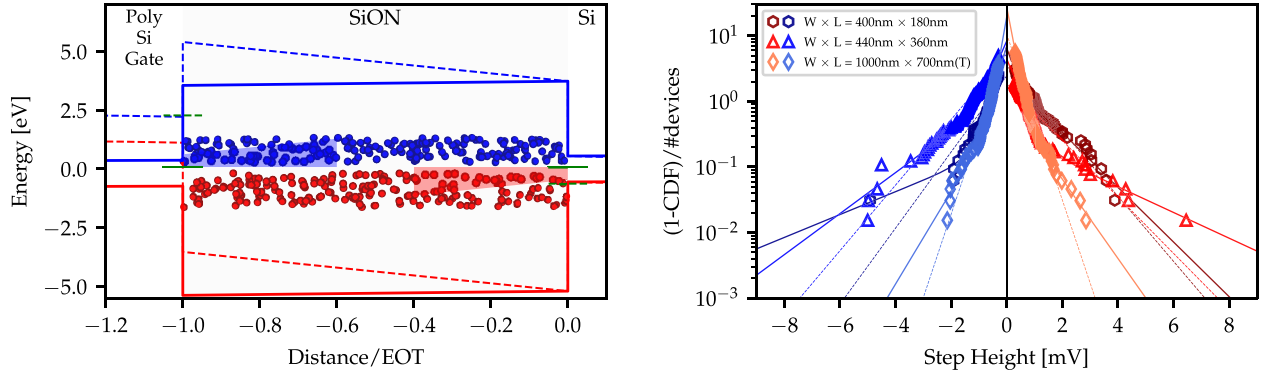 Poly
Si
Gate
SiON
Si
5.0
2.5
0.0
−2.5
−5.0
Energy [eV]
−1.2
−1.0
−0.8
−0.6
−0.4
−0.2
0.0
Distance/EOT
W × L = 400nm × 180nm
W × L = 440nm × 360nm
W × L = 1000nm × 700nm(T)
10¹
10⁰
10⁻¹
10⁻²
10⁻³
(1-CDF)/#devices
−8
−6
−4
−2
0
2
4
6
8
Step Height [mV]